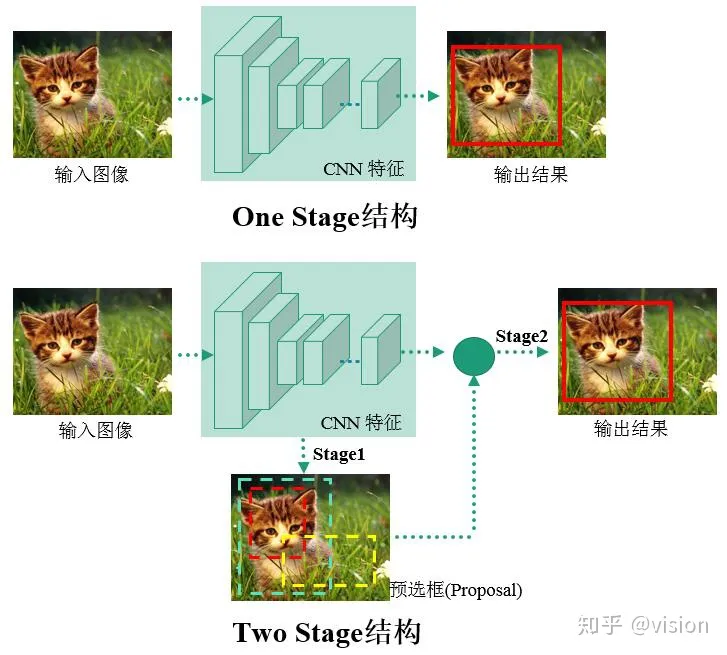 输入图像
CNN 特征
输出结果
One Stage结构
Stage2
输入图像
CNN 特征
输出结果
Stage1
预选框(Proposal)
Two Stage结构
知乎 @vision